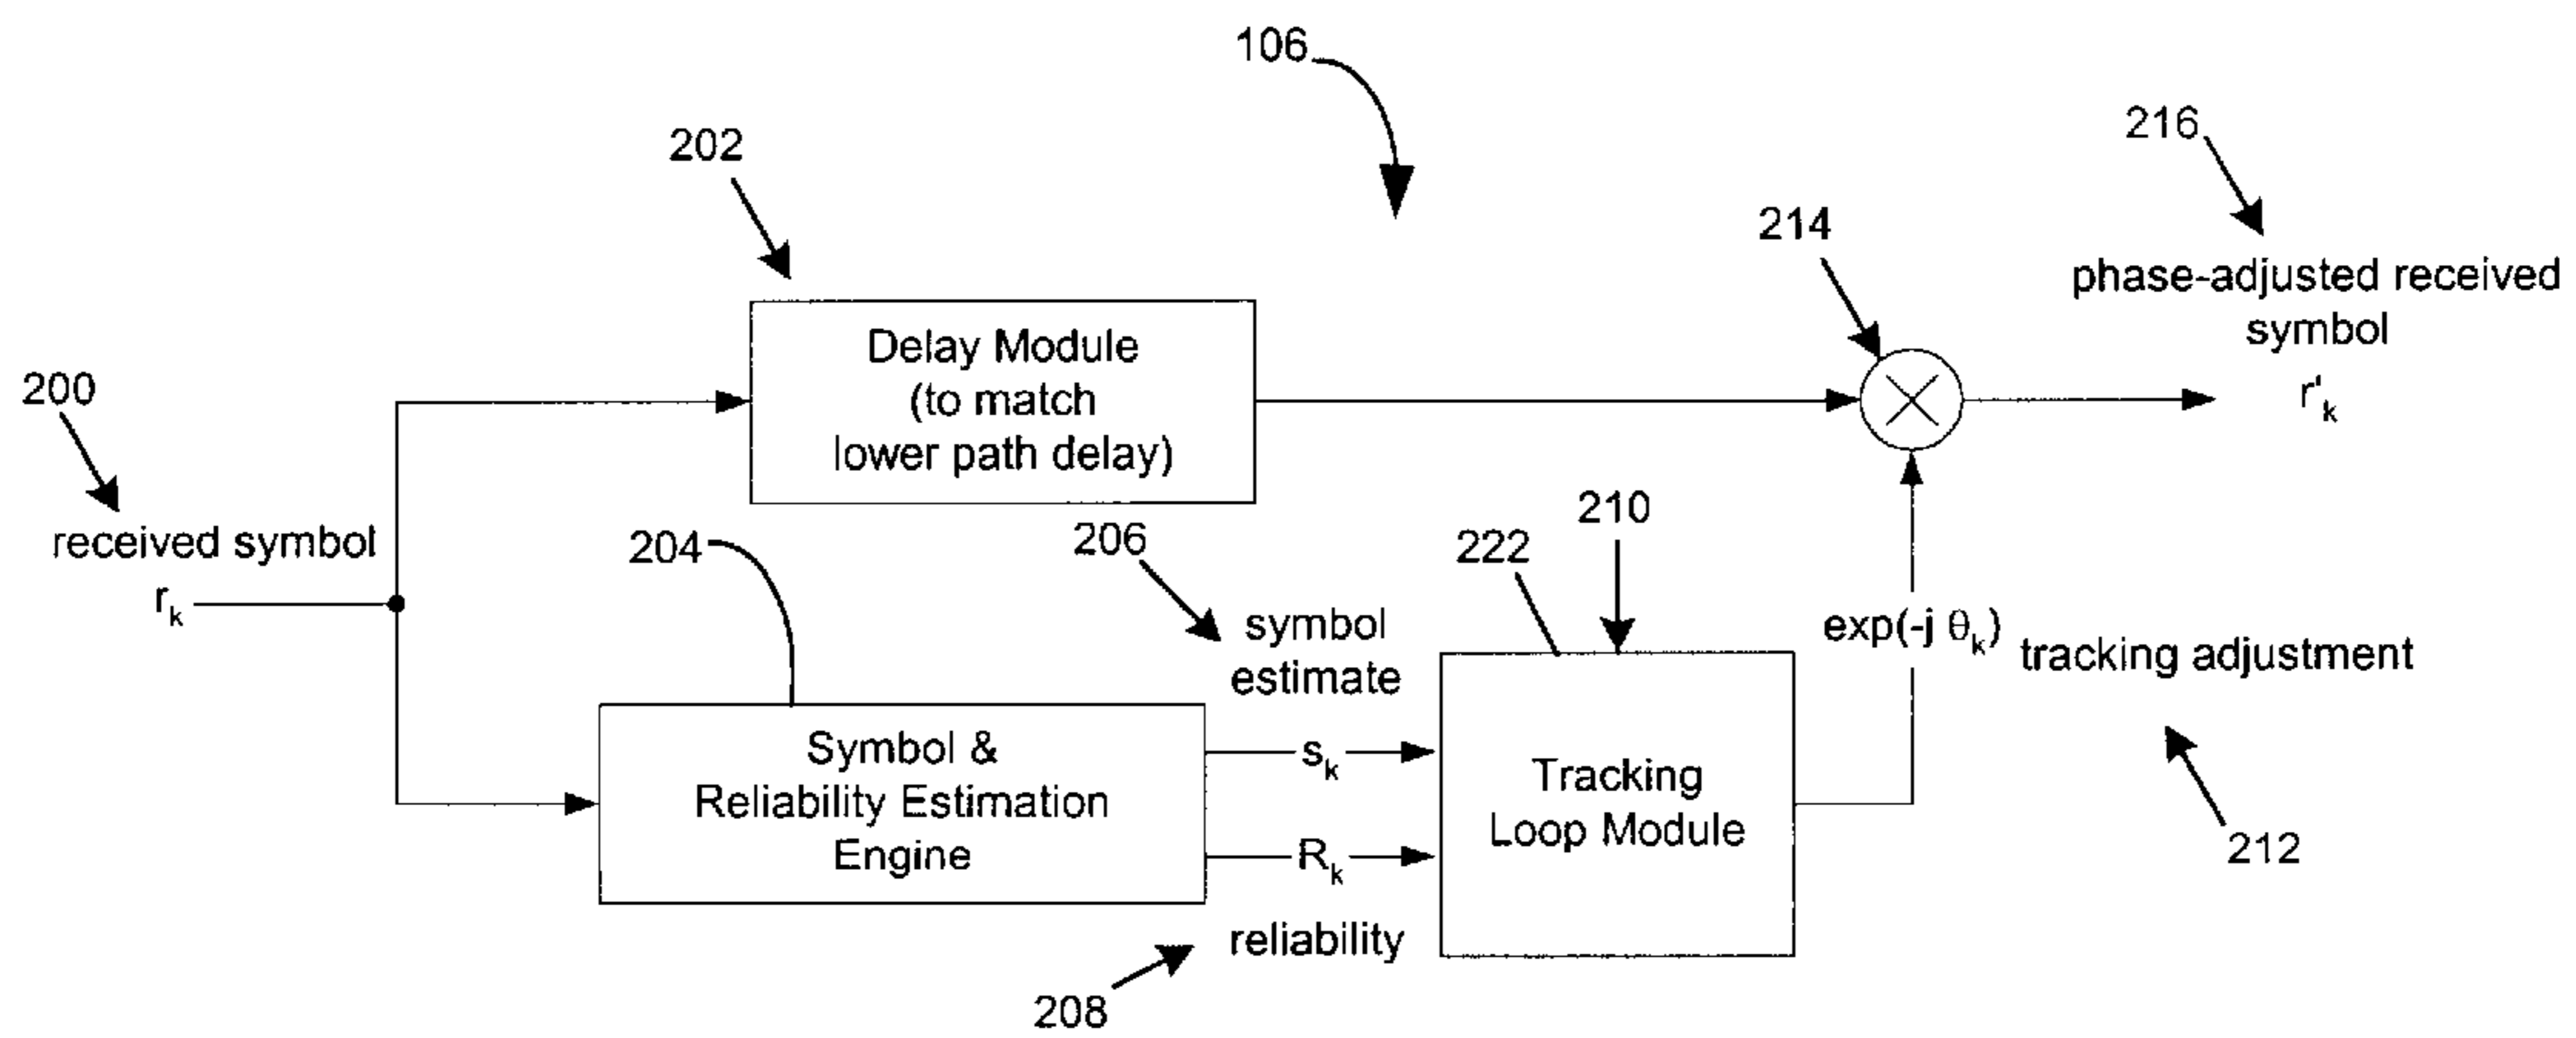 106
216
202
214
phase-adjusted received
symbol
r'k
Delay Module
(to match
lower path delay)
200
received symbol
rk
204
206
222
210
symbol
estimate
exp(-j θk)
tracking adjustment
Symbol &
Reliability Estimation
Engine
sk
Rk
Tracking
Loop Module
212
reliability
208